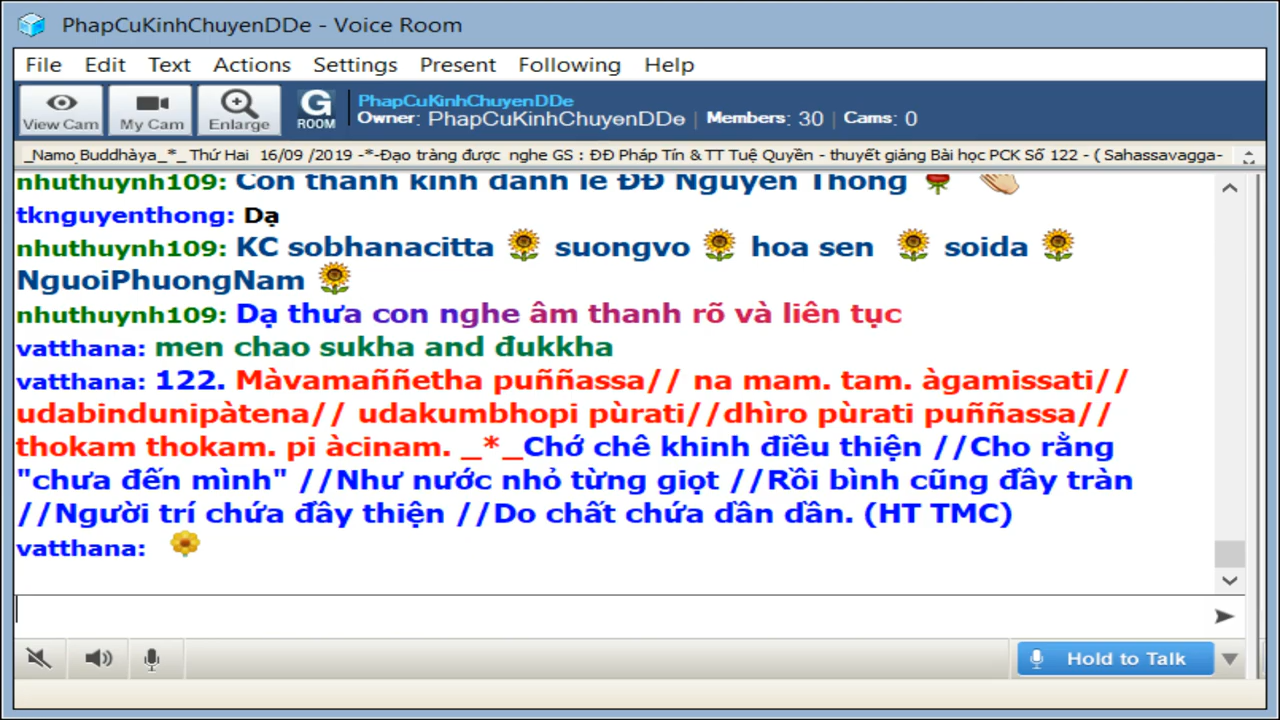 PhapCuKinhChuyenDDe - Voice Room
File Edit Text Actions Settings Present Following Help
View Cam My Cam Enlarge G ROOM
PhapCuKinhChuyenDDe
Owner: PhapCuKinhChuyenDDe | Members: 30 | Cams: 0
_Namo Buddhàya_*_ Thứ Hai 16/09 /2019 -*-Đạo tràng được nghe GS : ĐĐ Pháp Tín & TT Tuệ Quyền - thuyết giảng Bài học PCK Số 122 - ( Sahassavagga-
nhuthuynh109: Con thành kính đảnh lễ ĐĐ Nguyên Thông
tknguyenthong: Dạ
nhuthuynh109: KC sobhanacitta suongvo hoa sen soida
NguoiPhuongNam
nhuthuynh109: Dạ thưa con nghe âm thanh rõ và liên tục
vatthana: men chao sukha and đukkha
vatthana: 122. Màvamaññetha puññassa// na mam. tam. àgamissati//
udabindunipàtena// udakumbhopi pùrati//dhìro pùrati puññassa//
thokam thokam. pi àcinam. _*_Chớ chê khinh điều thiện //Cho rằng
"chưa đến mình" //Như nước nhỏ từng giọt //Rồi bình cũng đầy tràn
//Người trí chứa đầy thiện //Do chất chứa dần dần. (HT TMC)
vatthana:
Hold to Talk